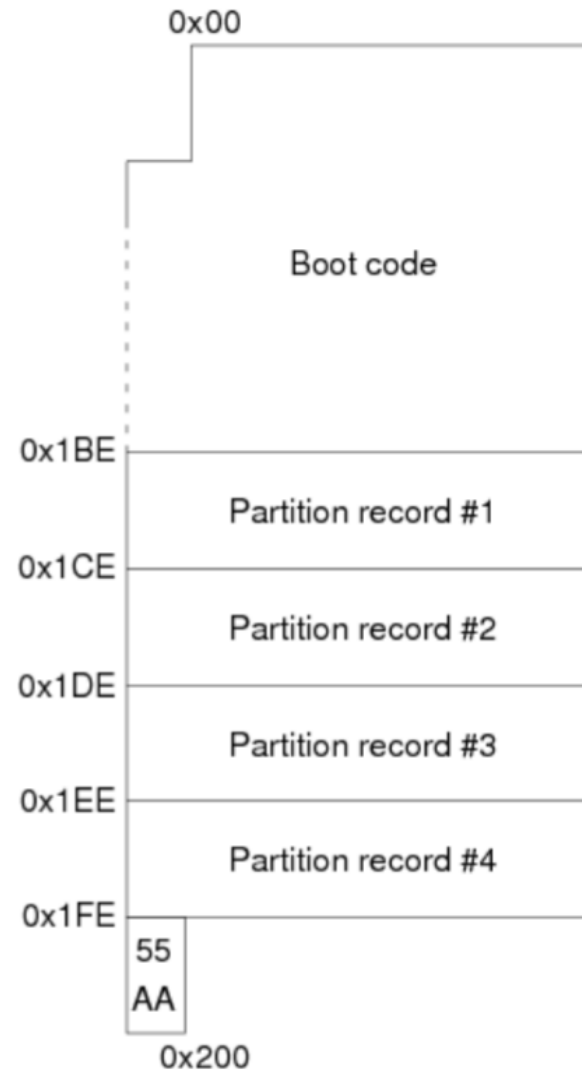 0x00
Boot code
0x1BE
Partition record #1
0x1CE
Partition record #2
0x1DE
Partition record #3
0x1EE
Partition record #4
0x1FE
55
AA
0x200